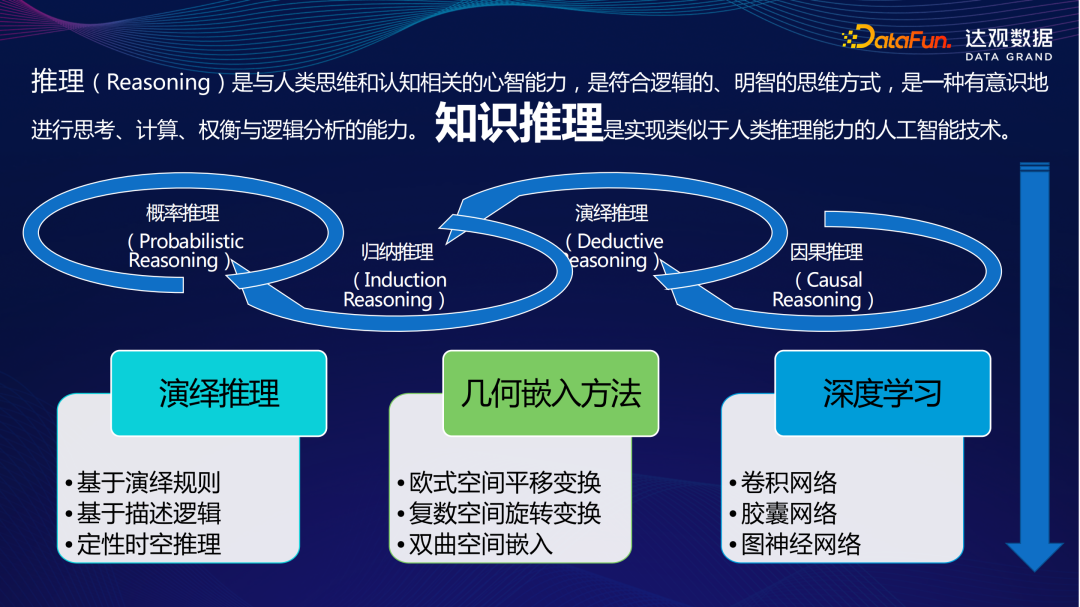 DataFun.
达观数据
DATA GRAND
推理（Reasoning）是与人类思维和认知相关的心智能力，是符合逻辑的、明智的思维方式，是一种有意识地
进行思考、计算、权衡与逻辑分析的能力。知识推理是实现类似于人类推理能力的人工智能技术。
概率推理
（Probabilistic
Reasoning）
归纳推理
（Induction
Reasoning）
演绎推理
（Deductive
Reasoning）
因果推理
（Causal
Reasoning）
演绎推理
•基于演绎规则
•基于描述逻辑
•定性时空推理
几何嵌入方法
•欧式空间平移变换
•复数空间旋转变换
•双曲空间嵌入
深度学习
•卷积网络
•胶囊网络
•图神经网络